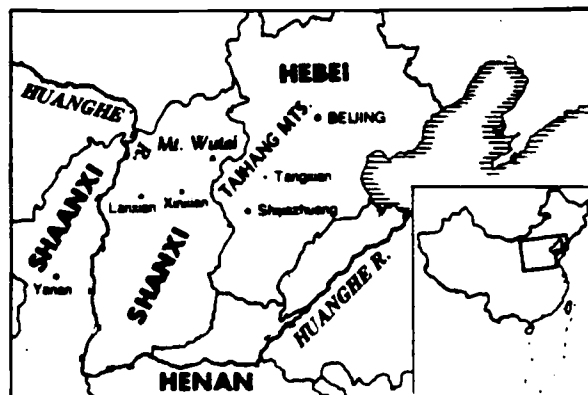 HEBEI
HUANGHE
BEIJING
Mt. Wutai
TAIHANG MTS.
Tangxian
Lanxian
Xinxian
Shijiazhuang
SHAANXI
SHANXI
Yanan
HUANGHE R.
HENAN